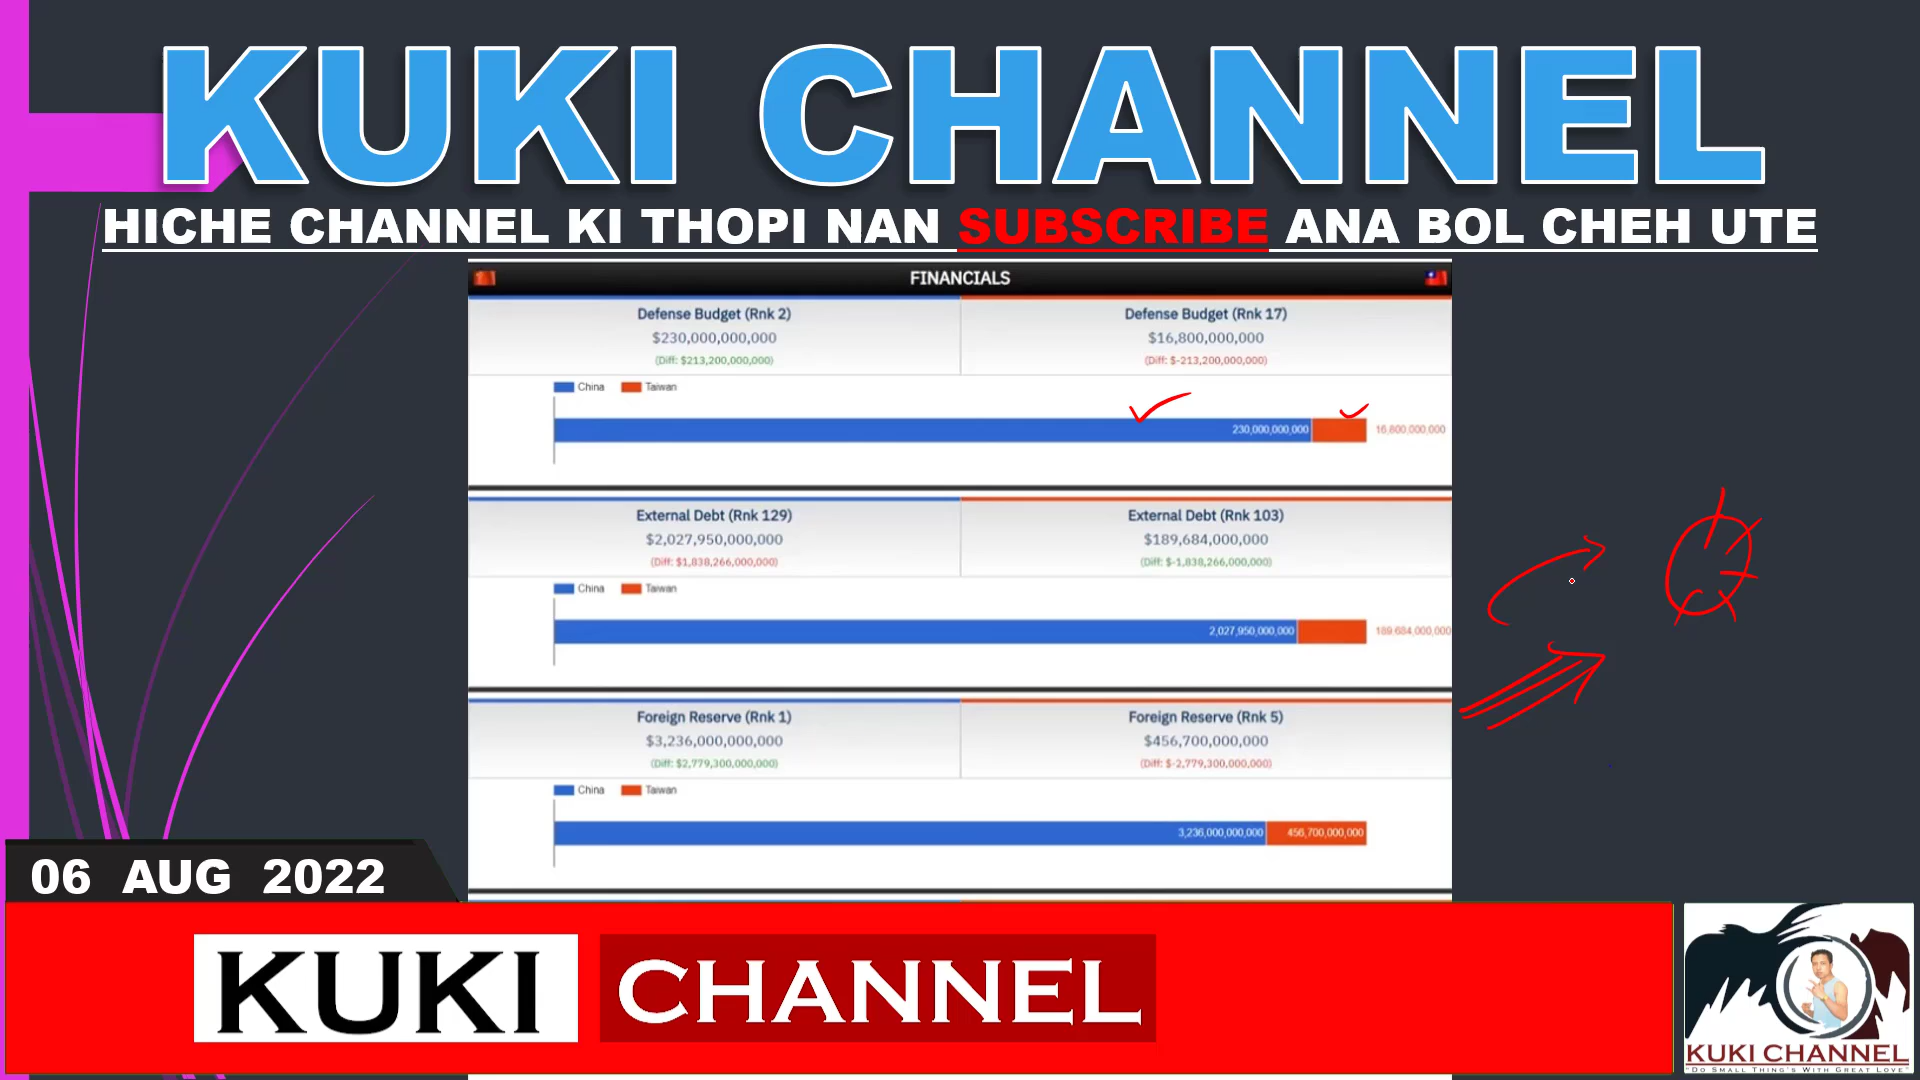 KUKI CHANNEL
HICHE CHANNEL KI THOPI NAN SUBSCRIBE ANA BOL CHEH UTE
FINANCIALS
Defense Budget (Rnk 2)
$230,000,000,000
(Diff: $213,200,000,000)
Defense Budget (Rnk 17)
$16,800,000,000
(Diff: $-213,200,000,000)
China Taiwan
230,000,000,000 16,800,000,000
External Debt (Rnk 129)
$2,027,950,000,000
(Diff: $1,838,266,000,000)
External Debt (Rnk 103)
$189,684,000,000
(Diff: $-1,838,266,000,000)
China Taiwan
2,027,950,000,000 189,684,000,000
Foreign Reserve (Rnk 1)
$3,236,000,000,000
(Diff: $2,779,300,000,000)
Foreign Reserve (Rnk 5)
$456,700,000,000
(Diff: $-2,779,300,000,000)
China Taiwan
3,236,000,000,000 456,700,000,000
06 AUG 2022
KUKI CHANNEL
KUKI CHANNEL
"DO SMALL THING'S WITH GREAT LOVE"